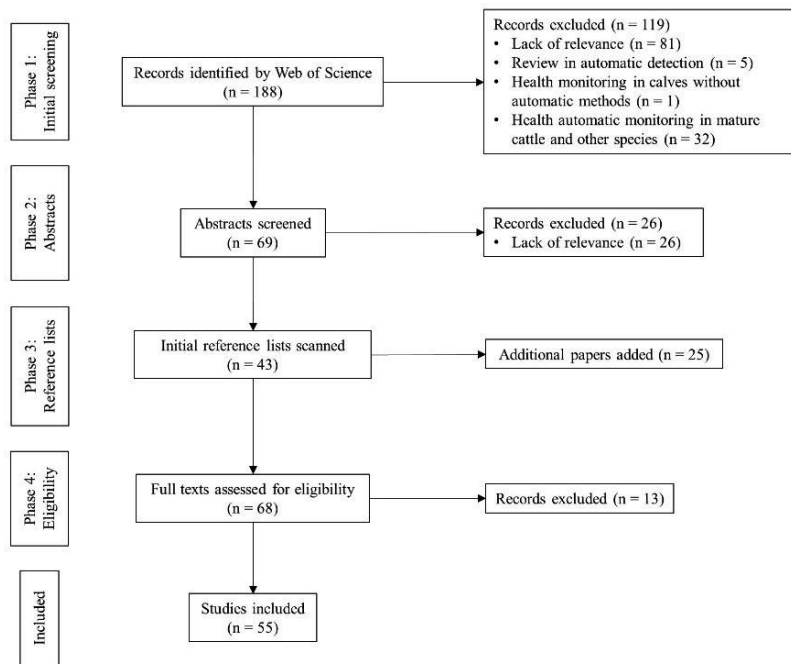 Phase 1:
Initial screening
Records identified by Web of Science
(n = 188)
Records excluded (n = 119)
• Lack of relevance (n = 81)
• Review in automatic detection (n = 5)
• Health monitoring in calves without
automatic methods (n = 1)
• Health automatic monitoring in mature
cattle and other species (n = 32)
Phase 2:
Abstracts
Abstracts screened
(n = 69)
Records excluded (n = 26)
• Lack of relevance (n = 26)
Phase 3:
Reference lists
Initial reference lists scanned
(n = 43)
Additional papers added (n = 25)
Phase 4:
Eligibility
Full texts assessed for eligibility
(n = 68)
Records excluded (n = 13)
Included
Studies included
(n = 55)